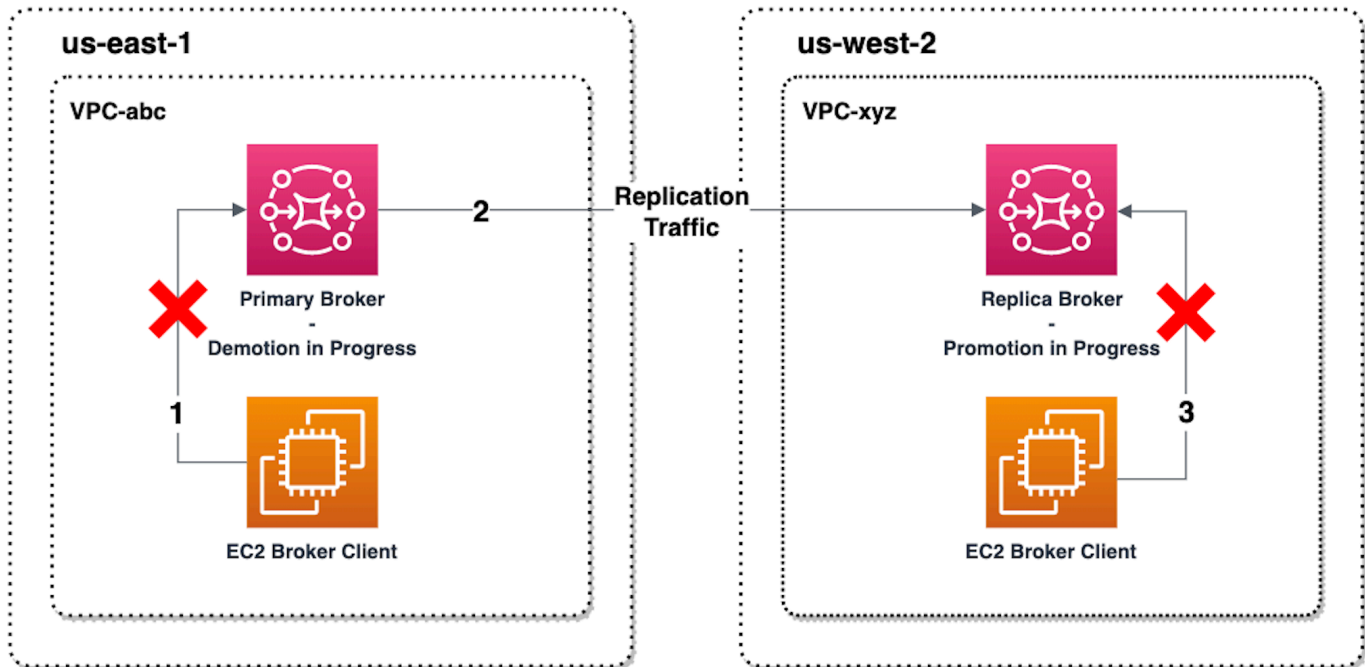 us-east-1
VPC-abc
Primary Broker
-
Demotion in Progress
1
EC2 Broker Client
2
Replication
Traffic
us-west-2
VPC-xyz
Replica Broker
-
Promotion in Progress
3
EC2 Broker Client